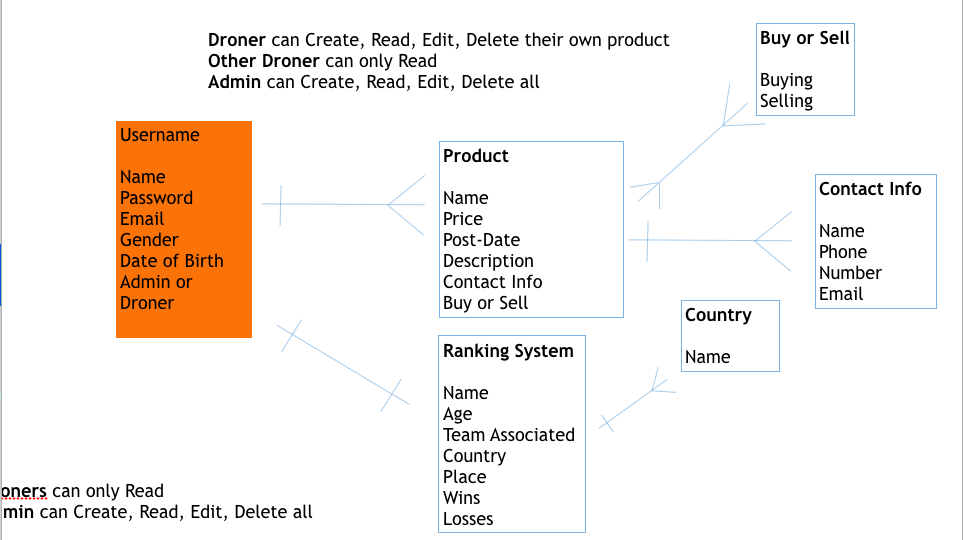 Droner can Create, Read, Edit, Delete their own product
Other Droner can only Read
Admin can Create, Read, Edit, Delete all
Buy or Sell
Buying
Selling
Username
Name
Password
Email
Gender
Date of Birth
Admin or
Droner
Product
Name
Price
Post-Date
Description
Contact Info
Buy or Sell
Contact Info
Name
Phone
Number
Email
Country
Name
Ranking System
Name
Age
Team Associated
Country
Place
Wins
Losses
oners can only Read
min can Create, Read, Edit, Delete all